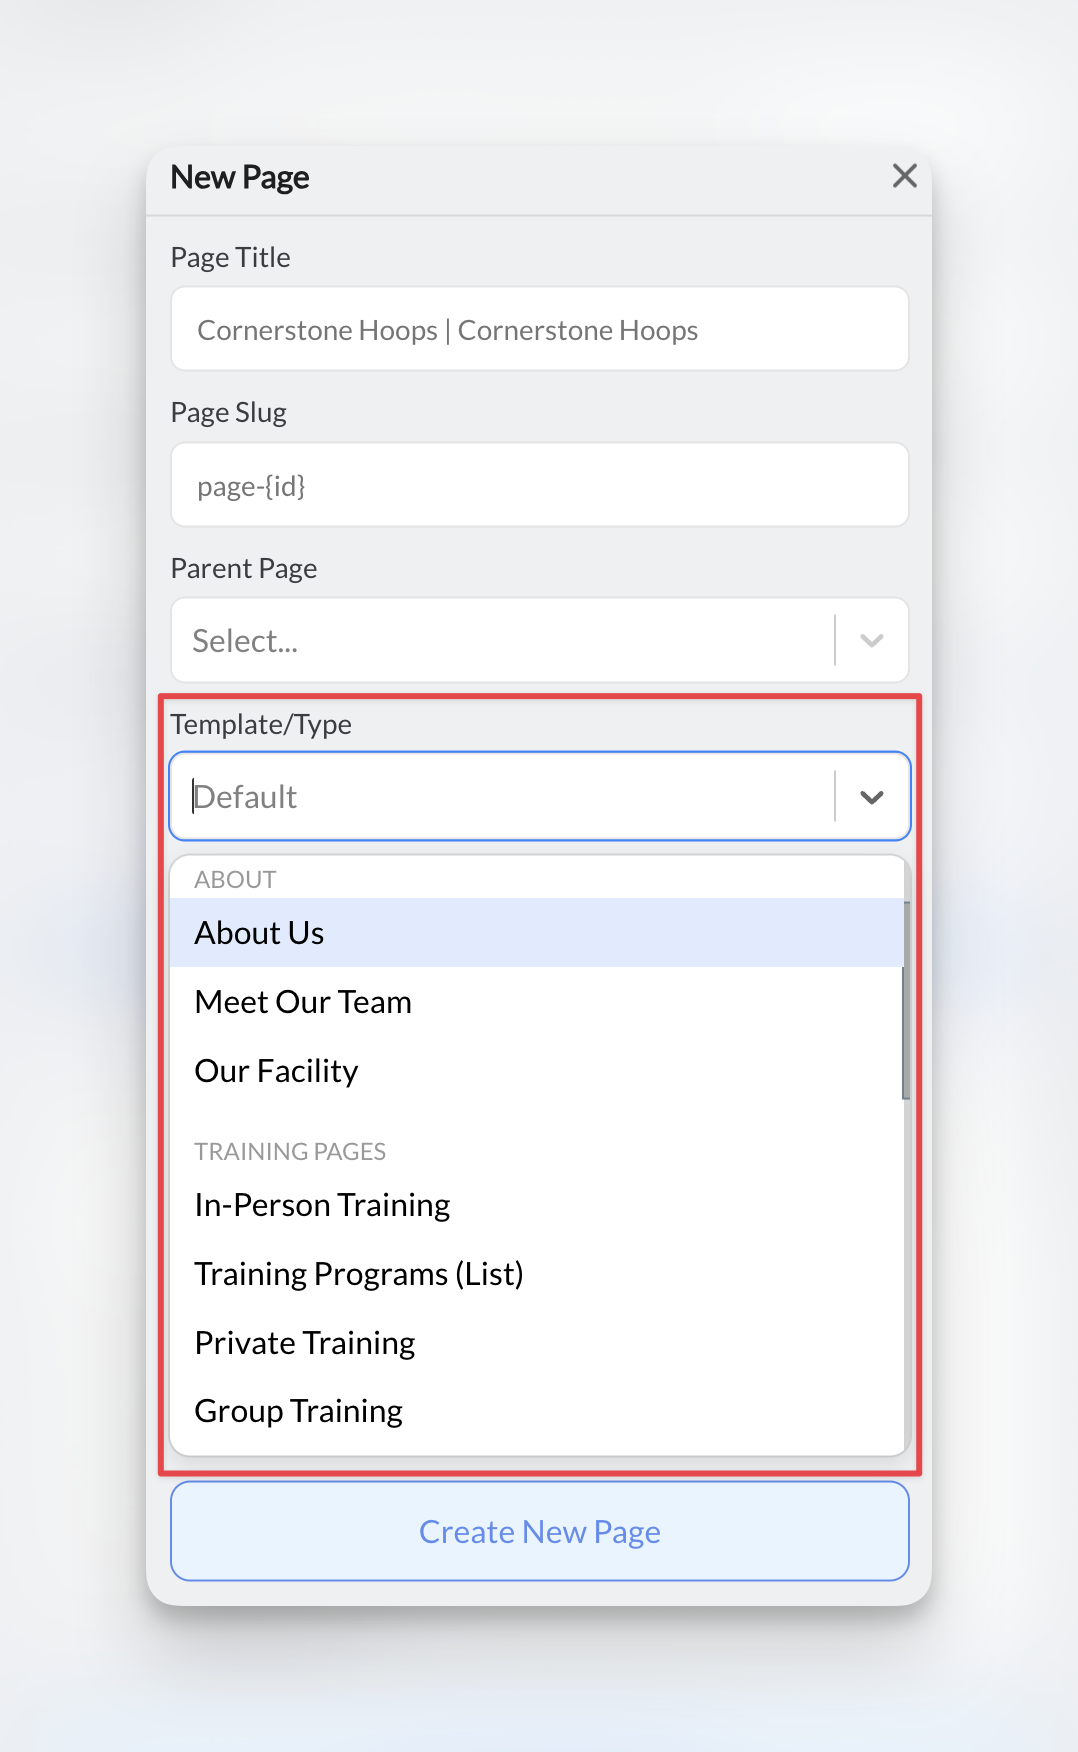 New Page
Page Title
Cornerstone Hoops | Cornerstone Hoops
Page Slug
page-{id}
Parent Page
Select...
Template/Type
Default
ABOUT
About Us
Meet Our Team
Our Facility
TRAINING PAGES
In-Person Training
Training Programs (List)
Private Training
Group Training
Create New Page